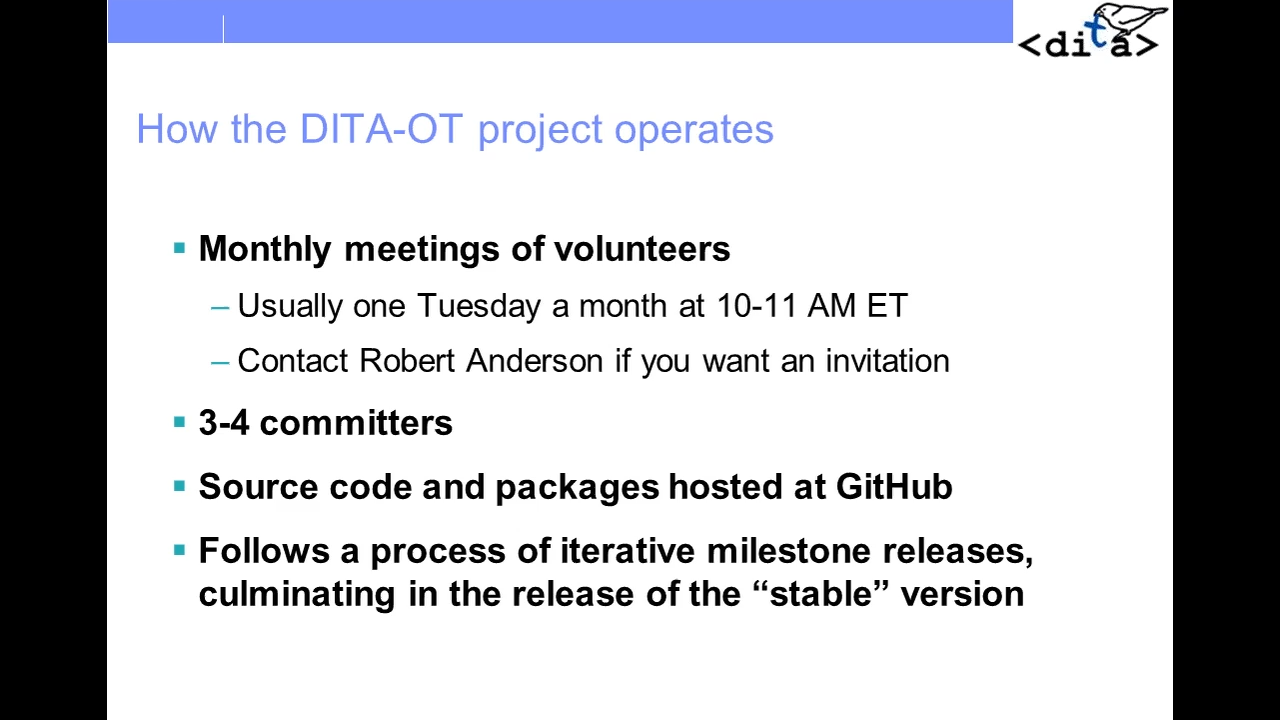 <dita>
How the DITA-OT project operates
Monthly meetings of volunteers
– Usually one Tuesday a month at 10-11 AM ET
– Contact Robert Anderson if you want an invitation
3-4 committers
Source code and packages hosted at GitHub
Follows a process of iterative milestone releases,
culminating in the release of the “stable” version